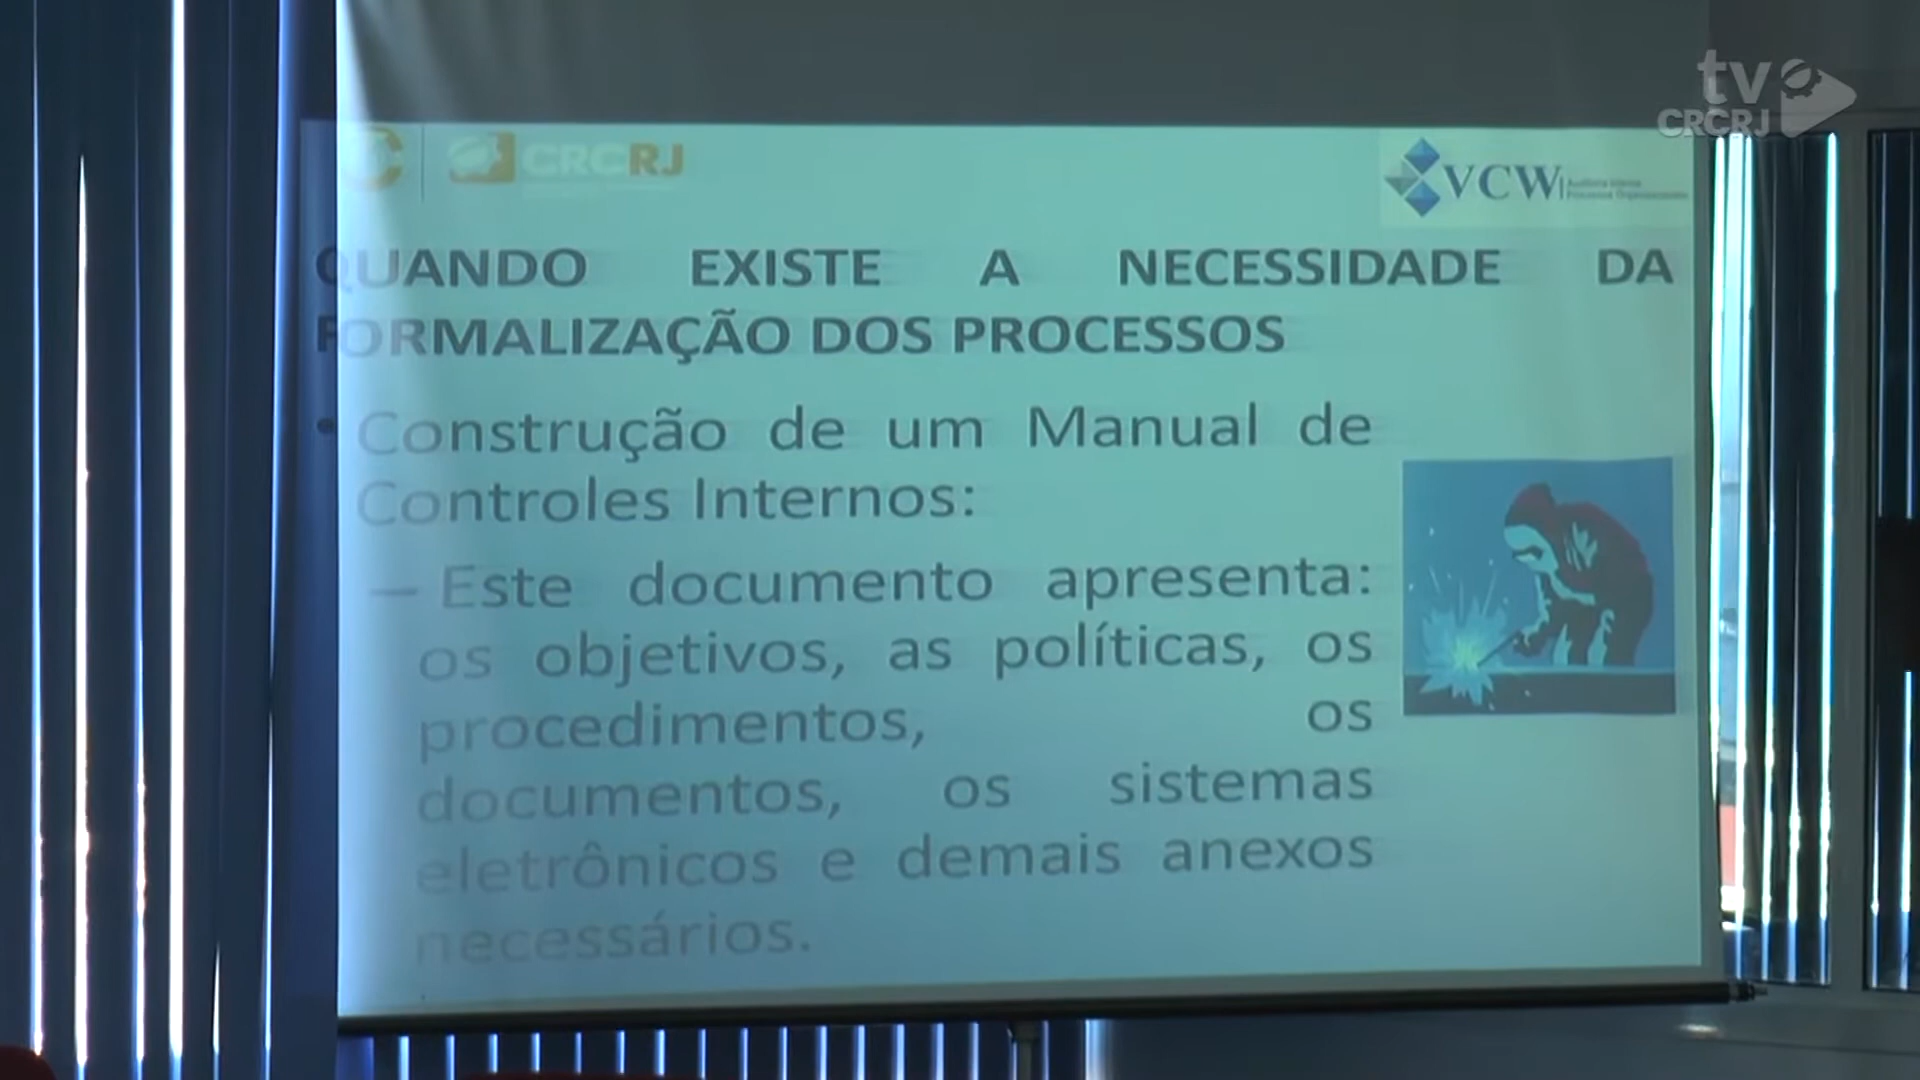 tv
CRCRJ
CRCRJ
VCW
QUANDO EXISTE A NECESSIDADE DA
FORMALIZAÇÃO DOS PROCESSOS
• Construção de um Manual de
Controles Internos:
– Este documento apresenta:
os objetivos, as políticas, os
procedimentos, os
documentos, os sistemas
eletrônicos e demais anexos
necessários.